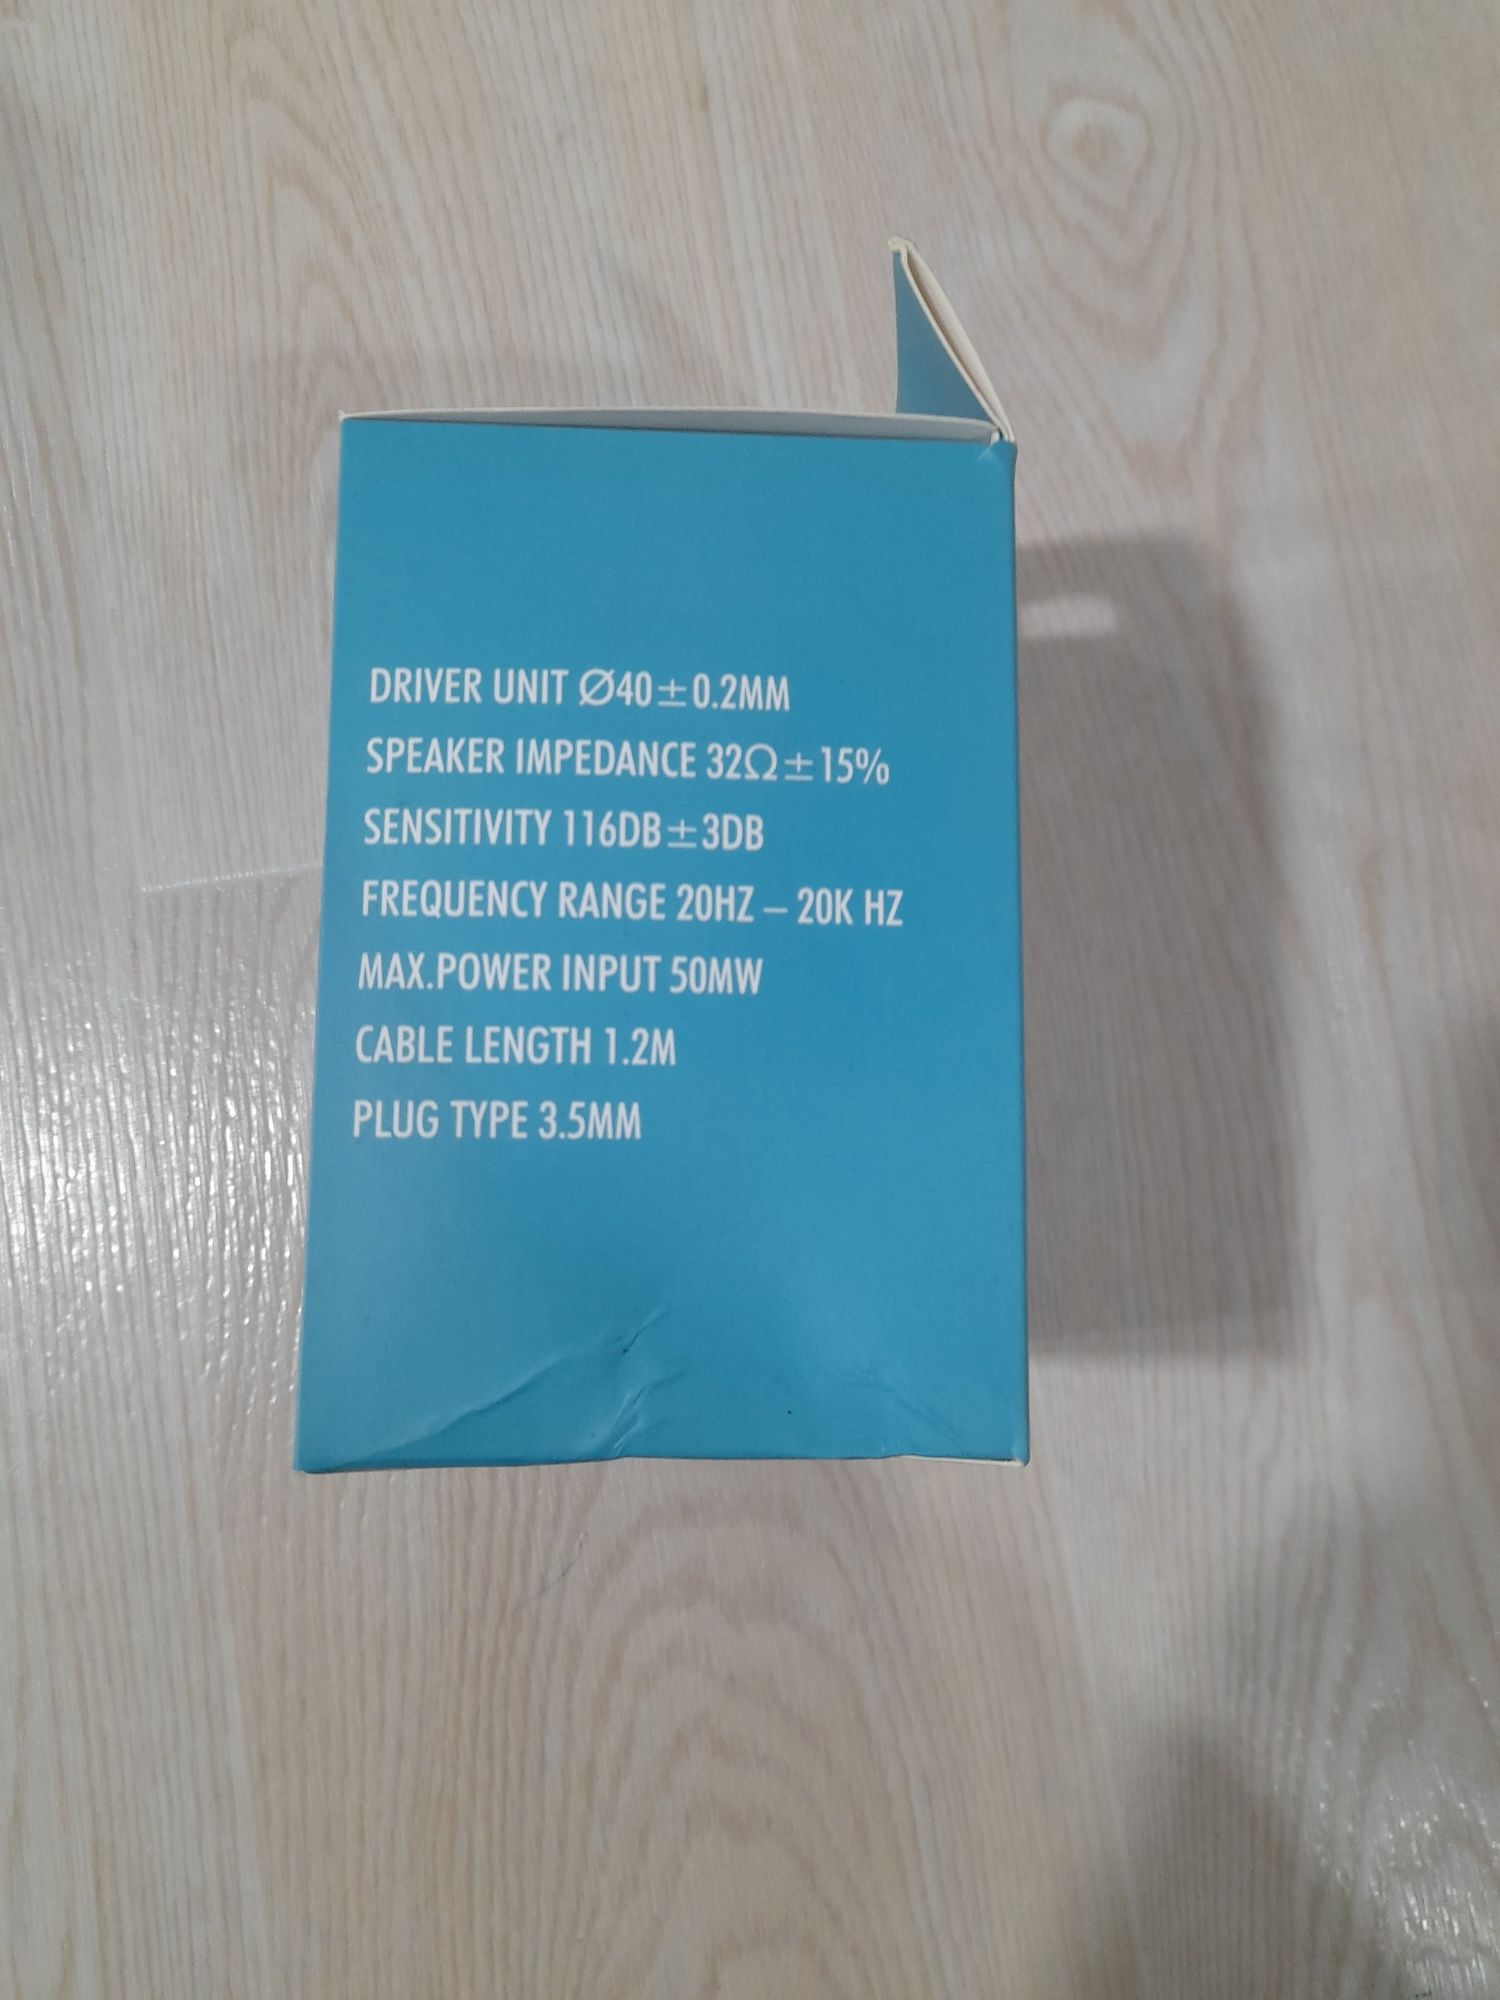 DRIVER UNIT Ø40±0.2MM
SPEAKER IMPEDANCE 32Ω±15%
SENSITIVITY 116DB±3DB
FREQUENCY RANGE 20HZ – 20K HZ
MAX.POWER INPUT 50MW
CABLE LENGTH 1.2M
PLUG TYPE 3.5MM